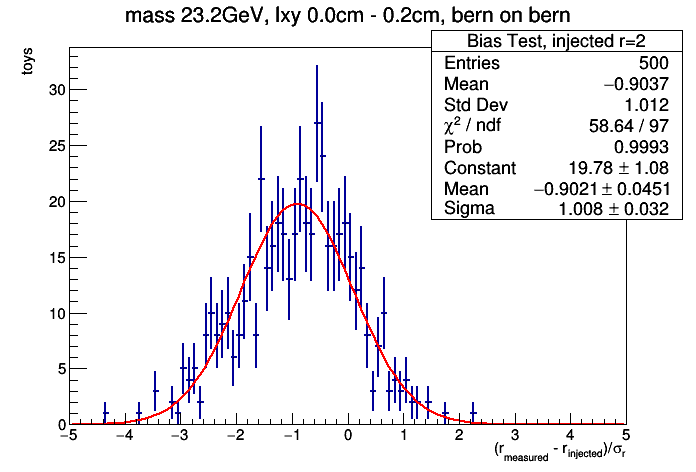 mass 23.2GeV, lxy 0.0cm - 0.2cm, bern on bern
Bias Test, injected r=2
Entries 500
Mean −0.9037
Std Dev 1.012
χ² / ndf 58.64 / 97
Prob 0.9993
Constant 19.78 ± 1.08
Mean −0.9021 ± 0.0451
Sigma 1.008 ± 0.032
toys
30
25
20
15
10
5
0
−5 −4 −3 −2 −1 0 1 2 3 4 5
(r_measured - r_injected)/σ_r